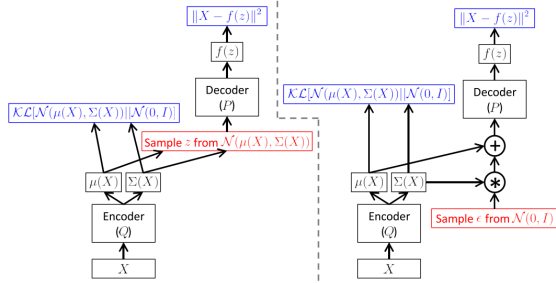 ‖X − f(z)‖²
f(z)
Decoder
(P)
KL[N(μ(X), Σ(X))||N(0, I)]
Sample z from N(μ(X), Σ(X))
μ(X) Σ(X)
Encoder
(Q)
X
‖X − f(z)‖²
f(z)
Decoder
(P)
KL[N(μ(X), Σ(X))||N(0, I)]
+
μ(X) Σ(X) *
Encoder
(Q)
Sample ϵ from N(0, I)
X